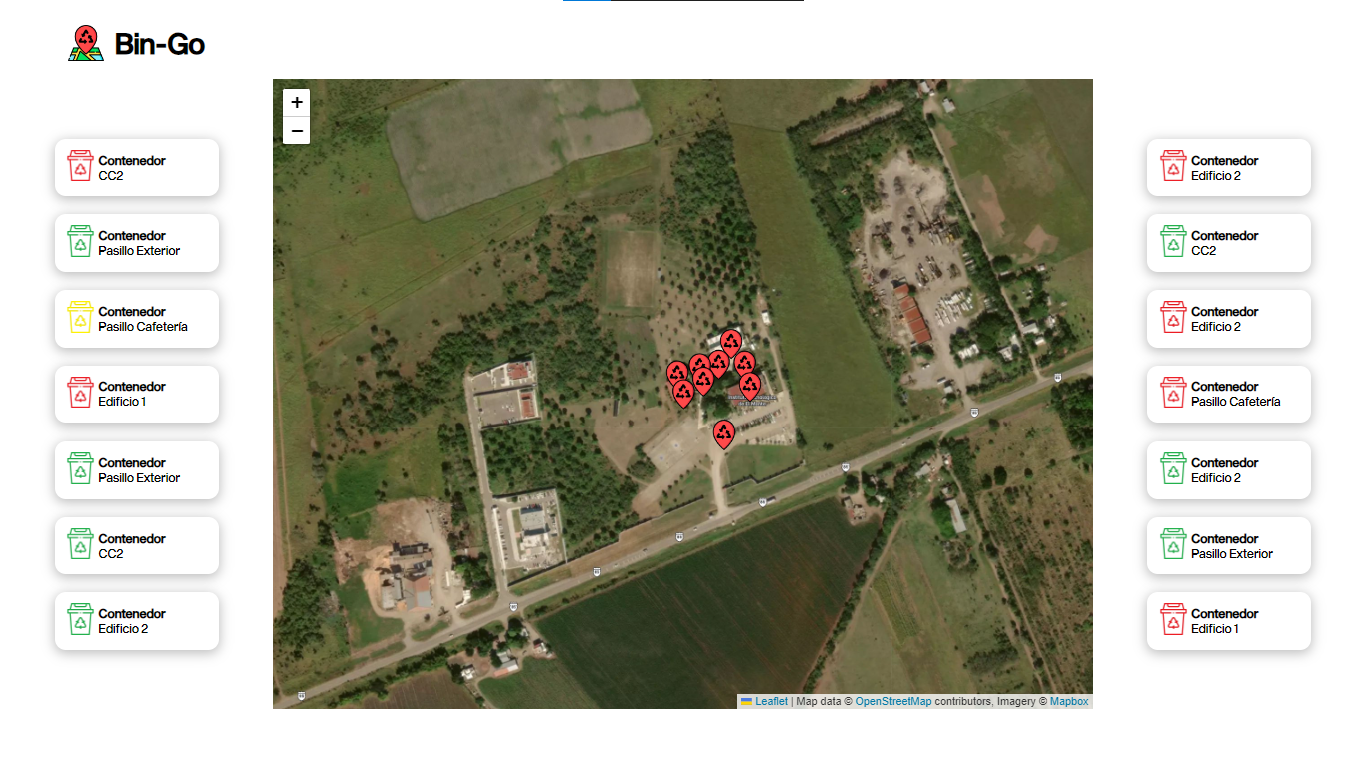 Bin-Go
+
−
Contenedor
CC2
Contenedor
Pasillo Exterior
Contenedor
Pasillo Cafetería
Contenedor
Edificio 1
Contenedor
Pasillo Exterior
Contenedor
CC2
Contenedor
Edificio 2
Contenedor
Edificio 2
Contenedor
CC2
Contenedor
Edificio 2
Contenedor
Pasillo Cafetería
Contenedor
Edificio 2
Contenedor
Pasillo Exterior
Contenedor
Edificio 1
Leaflet | Map data © OpenStreetMap contributors, Imagery © Mapbox